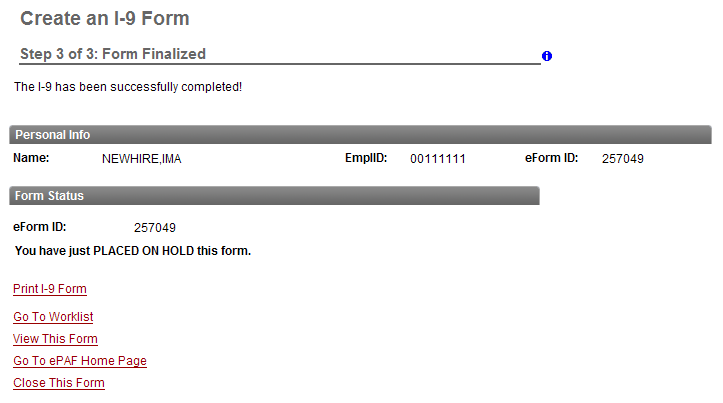 Create an I-9 Form
Step 3 of 3: Form Finalized
The I-9 has been successfully completed!
Personal Info
Name: NEWHIRE,IMA EmplID: 00111111 eForm ID: 257049
Form Status
eForm ID: 257049
You have just PLACED ON HOLD this form.
Print I-9 Form
Go To Worklist
View This Form
Go To ePAF Home Page
Close This Form